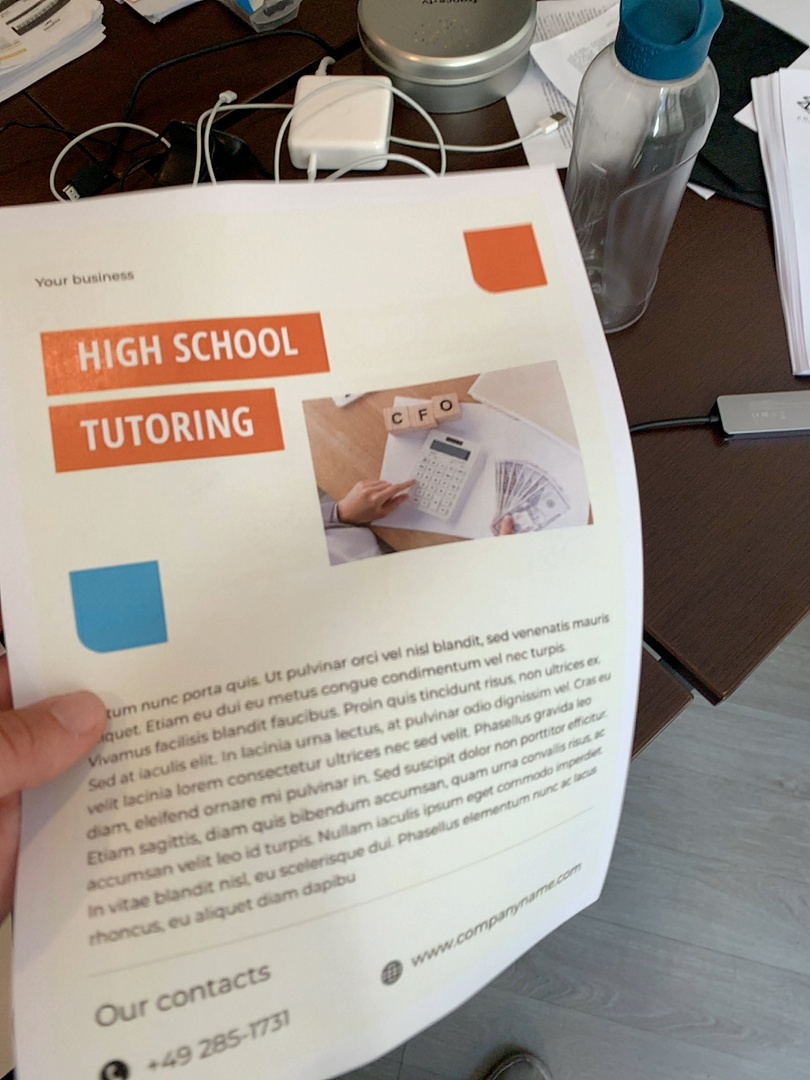 Your business
HIGH SCHOOL
TUTORING
C F O
tum nunc porta quis. Ut pulvinar orci vel nisl blandit, sed venenatis mauris
quet. Etiam eu dui eu metus congue condimentum vel nec turpis.
Vivamus facilisis blandit faucibus. Proin quis tincidunt risus, non ultrices ex.
Sed at iaculis elit. In lacinia urna lectus, at pulvinar odio dignissim vel. Cras eu
velit lacinia lorem consectetur ultrices nec sed velit. Phasellus gravida leo
diam, eleifend ornare mi pulvinar in. Sed suscipit dolor non porttitor efficitur.
Etiam sagittis, diam quis bibendum accumsan, quam urna convallis risus, ac
accumsan velit leo id turpis. Nullam iaculis ipsum eget commodo imperdiet.
In vitae blandit nisl, eu scelerisque dui. Phasellus elementum nunc ac lacus
rhoncus, eu aliquet diam dapibu
Our contacts
www.companyname.com
+49 285-1731